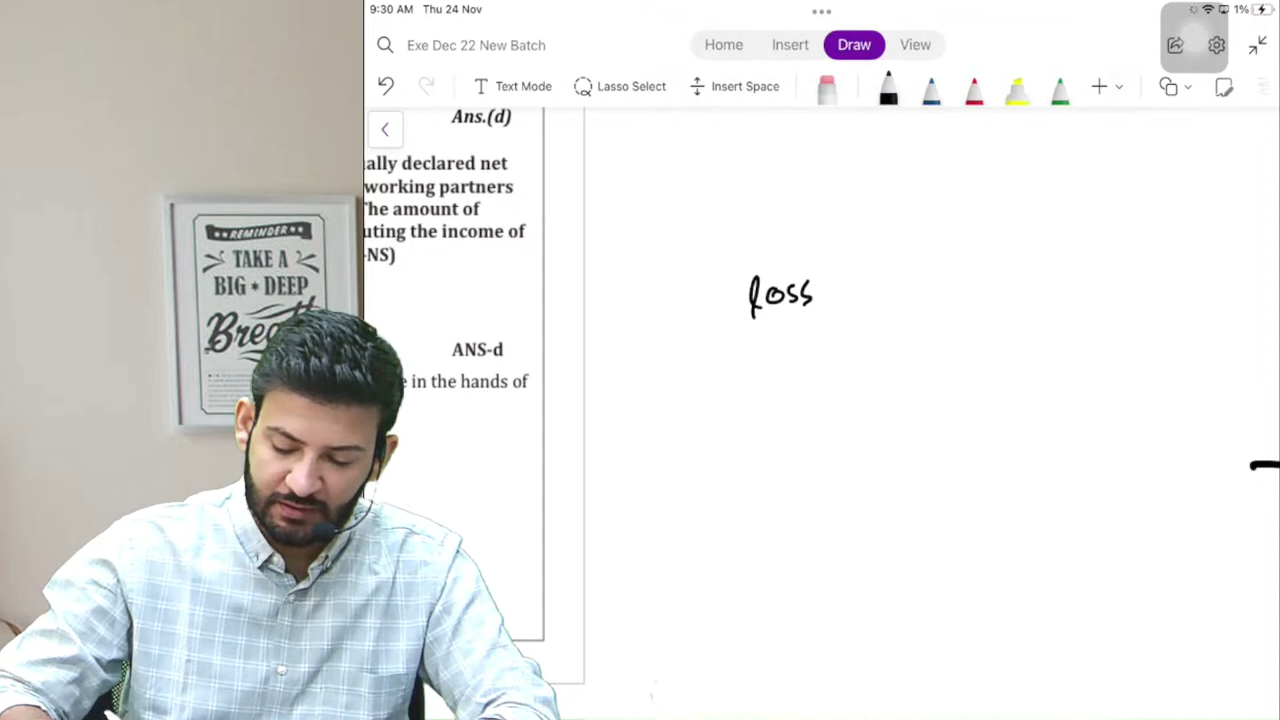 9:30 AM Thu 24 Nov
1%
Exe Dec 22 New Batch
Home Insert Draw View
Text Mode Lasso Select Insert Space
Ans.(d)
ally declared net
working partners
The amount of
uting the income of
-NS)
ANS-d
e in the hands of
loss
REMINDER
TAKE A
BIG DEEP